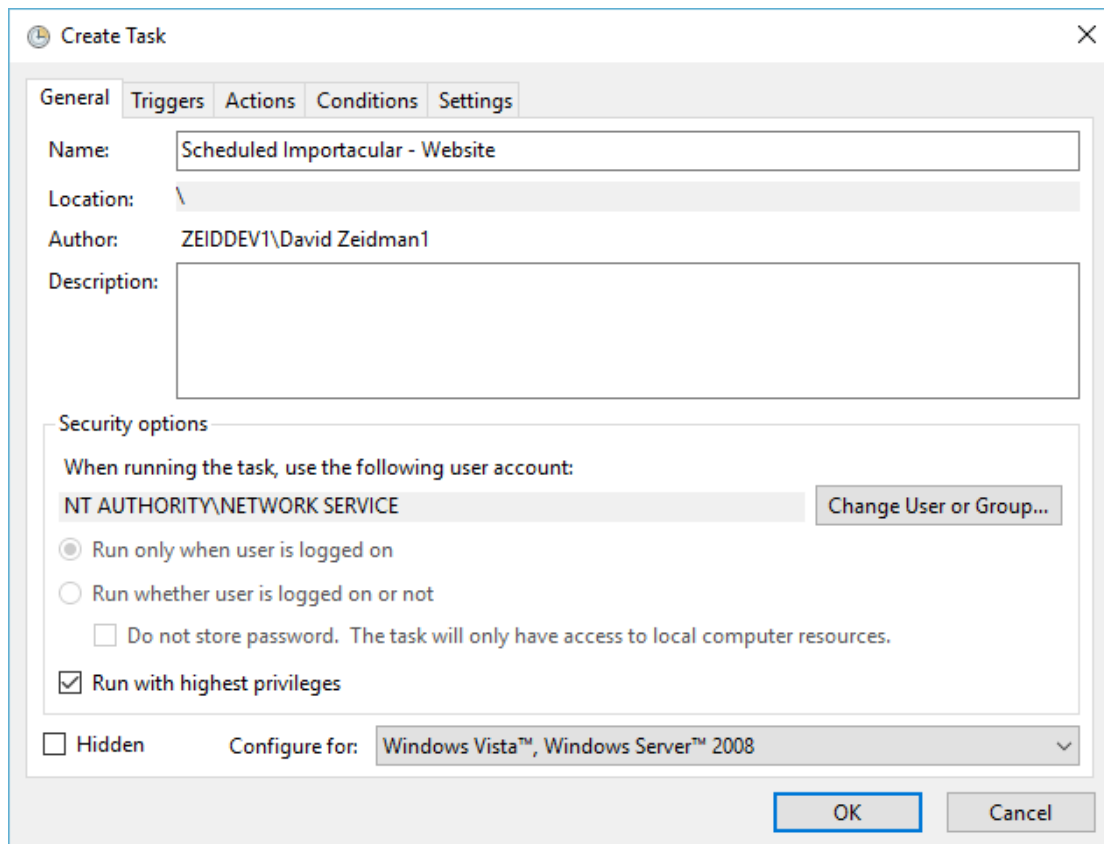 Create Task
General Triggers Actions Conditions Settings
Name: Scheduled Importacular - Website
Location: \
Author: ZEIDDEV1\David Zeidman1
Description:
Security options
When running the task, use the following user account:
NT AUTHORITY\NETWORK SERVICE Change User or Group...
Run only when user is logged on
Run whether user is logged on or not
Do not store password. The task will only have access to local computer resources.
Run with highest privileges
Hidden Configure for: Windows Vista™, Windows Server™ 2008
OK Cancel